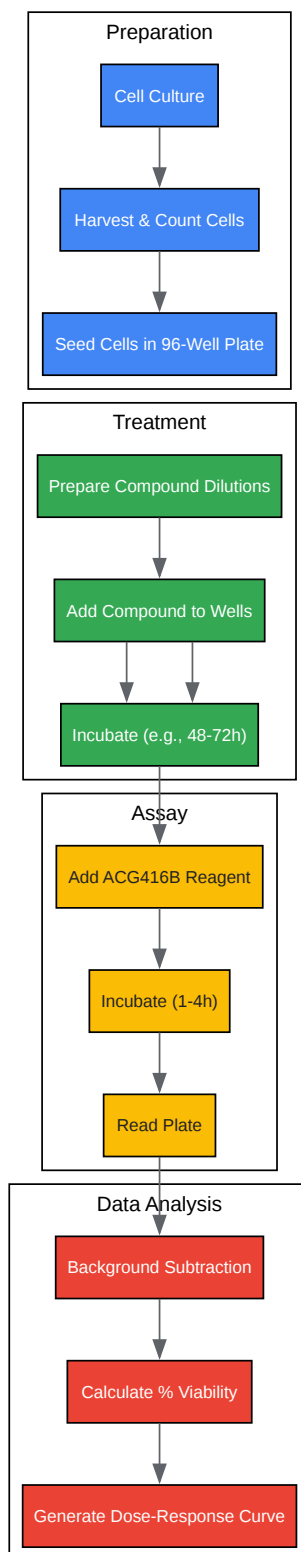 Preparation
Cell Culture
Harvest & Count Cells
Seed Cells in 96-Well Plate
Treatment
Prepare Compound Dilutions
Add Compound to Wells
Incubate (e.g., 48-72h)
Assay
Add ACG416B Reagent
Incubate (1-4h)
Read Plate
Data Analysis
Background Subtraction
Calculate % Viability
Generate Dose-Response Curve